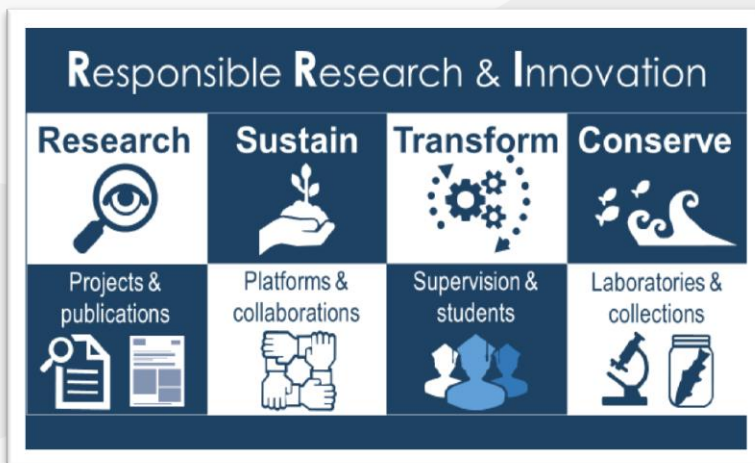 Responsible Research & Innovation
Research
Sustain
Transform
Conserve
Projects &
publications
Platforms &
collaborations
Supervision &
students
Laboratories &
collections